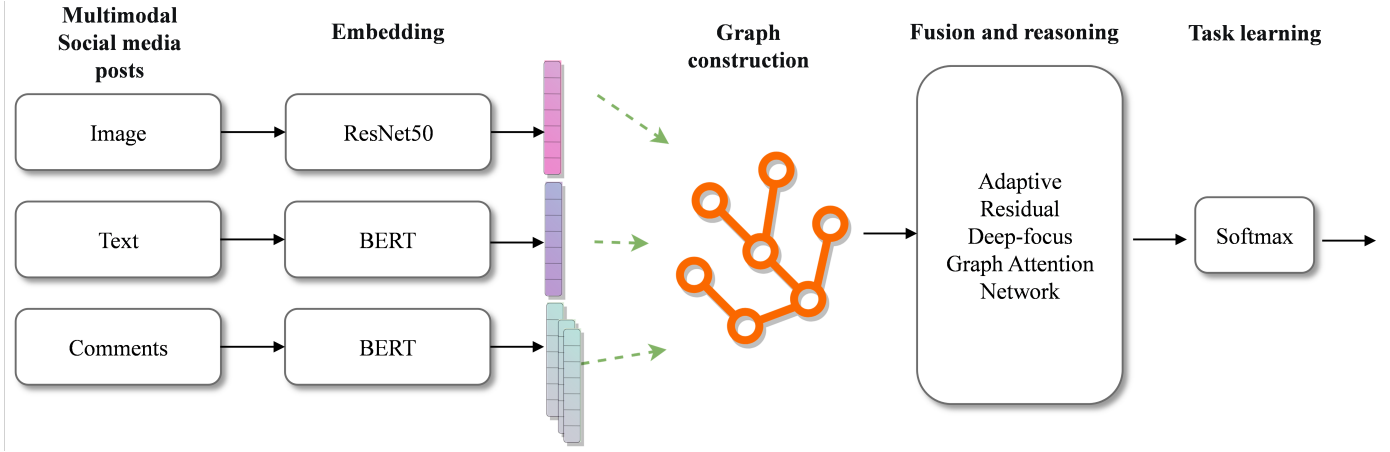 Multimodal
Social media
posts
Embedding
Graph
construction
Fusion and reasoning
Task learning
Image
ResNet50
Text
BERT
Comments
BERT
Adaptive
Residual
Deep-focus
Graph Attention
Network
Softmax